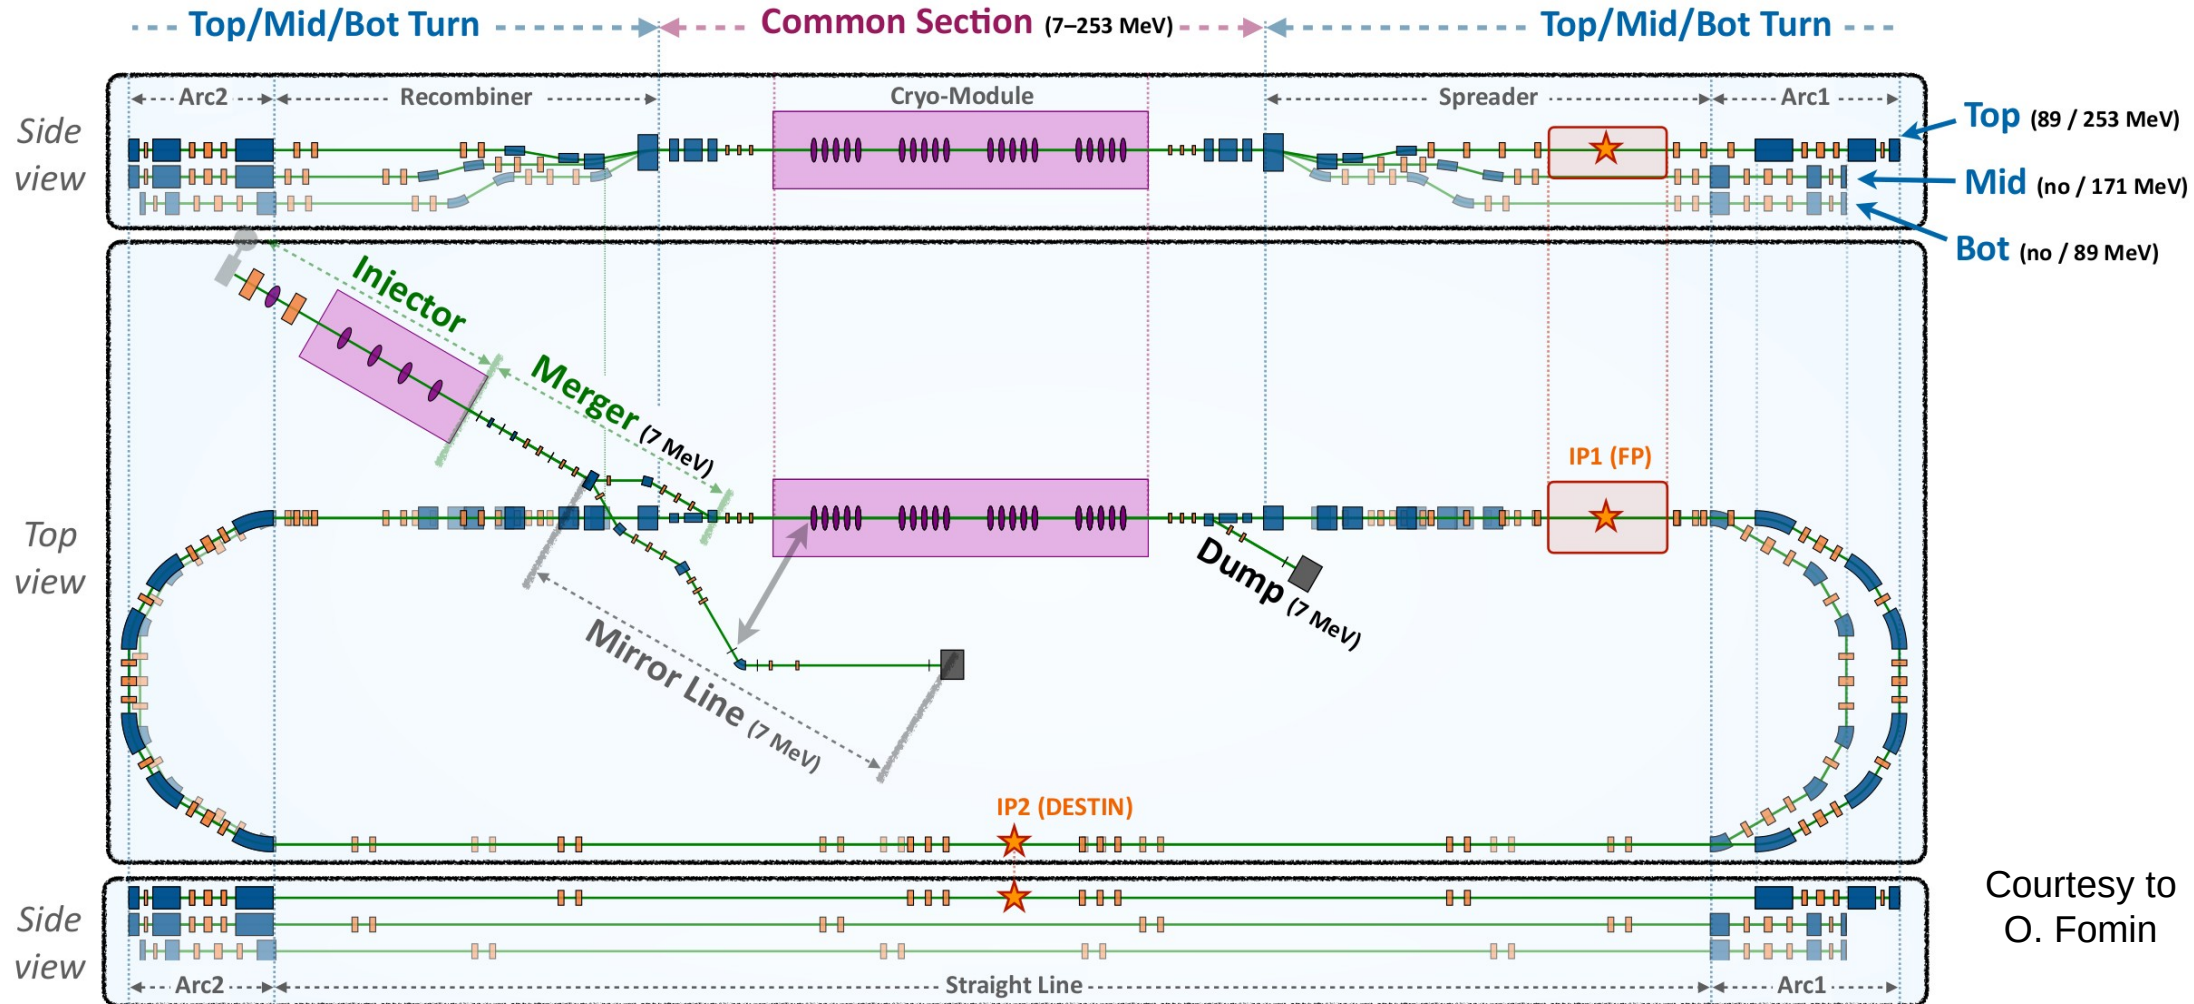 Top/Mid/Bot Turn
Common Section (7–253 MeV)
Top/Mid/Bot Turn
Side
view
Arc2
Recombiner
Cryo-Module
Spreader
Arc1
Top (89 / 253 MeV)
Mid (no / 171 MeV)
Bot (no / 89 MeV)
Injector
Merger (7 MeV)
IP1 (FP)
Top
view
Dump (7 MeV)
Mirror Line (7 MeV)
IP2 (DESTIN)
Side
view
Arc2
Straight Line
Arc1
Courtesy to
O. Fomin